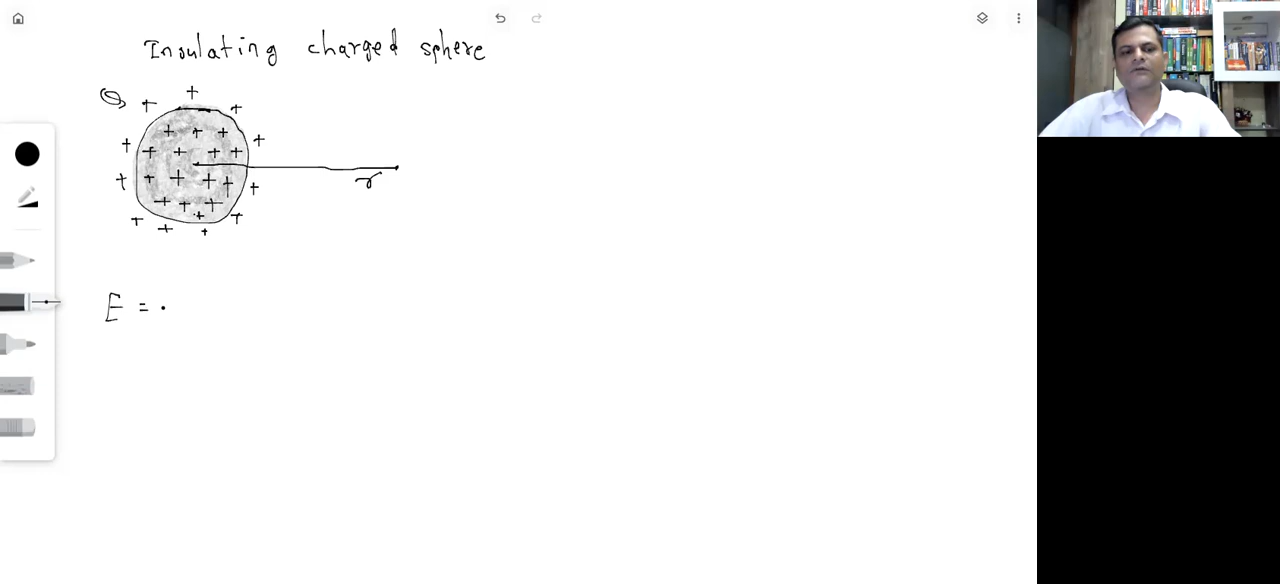 Insulating charged sphere
Q
r
E = .